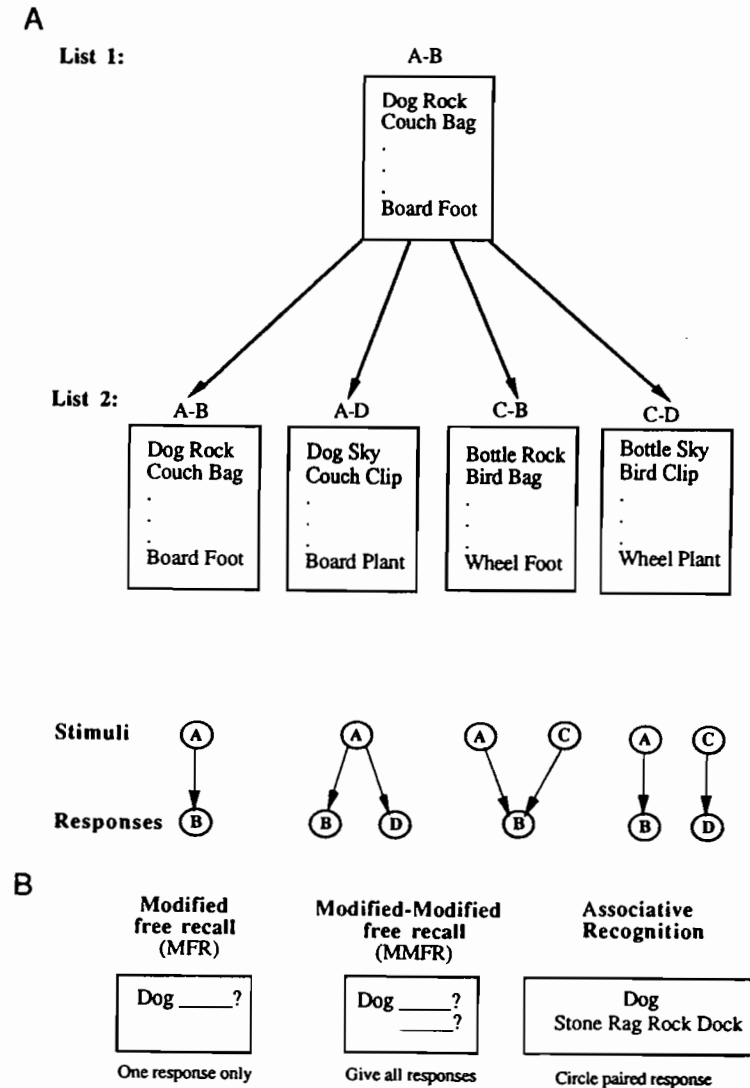 A
List 1:
A-B
Dog Rock
Couch Bag
.
.
.
Board Foot
List 2:
A-B
Dog Rock
Couch Bag
.
.
.
Board Foot
A-D
Dog Sky
Couch Clip
.
.
.
Board Plant
C-B
Bottle Rock
Bird Bag
.
.
.
Wheel Foot
C-D
Bottle Sky
Bird Clip
.
.
.
Wheel Plant
Stimuli
A
A
A
C
A
C
Responses
B
B
D
B
B
D
B
Modified
free recall
(MFR)
Dog _____?
One response only
Modified-Modified
free recall
(MMFR)
Dog _____?
_____?
Give all responses
Associative
Recognition
Dog
Stone Rag Rock Dock
Circle paired response